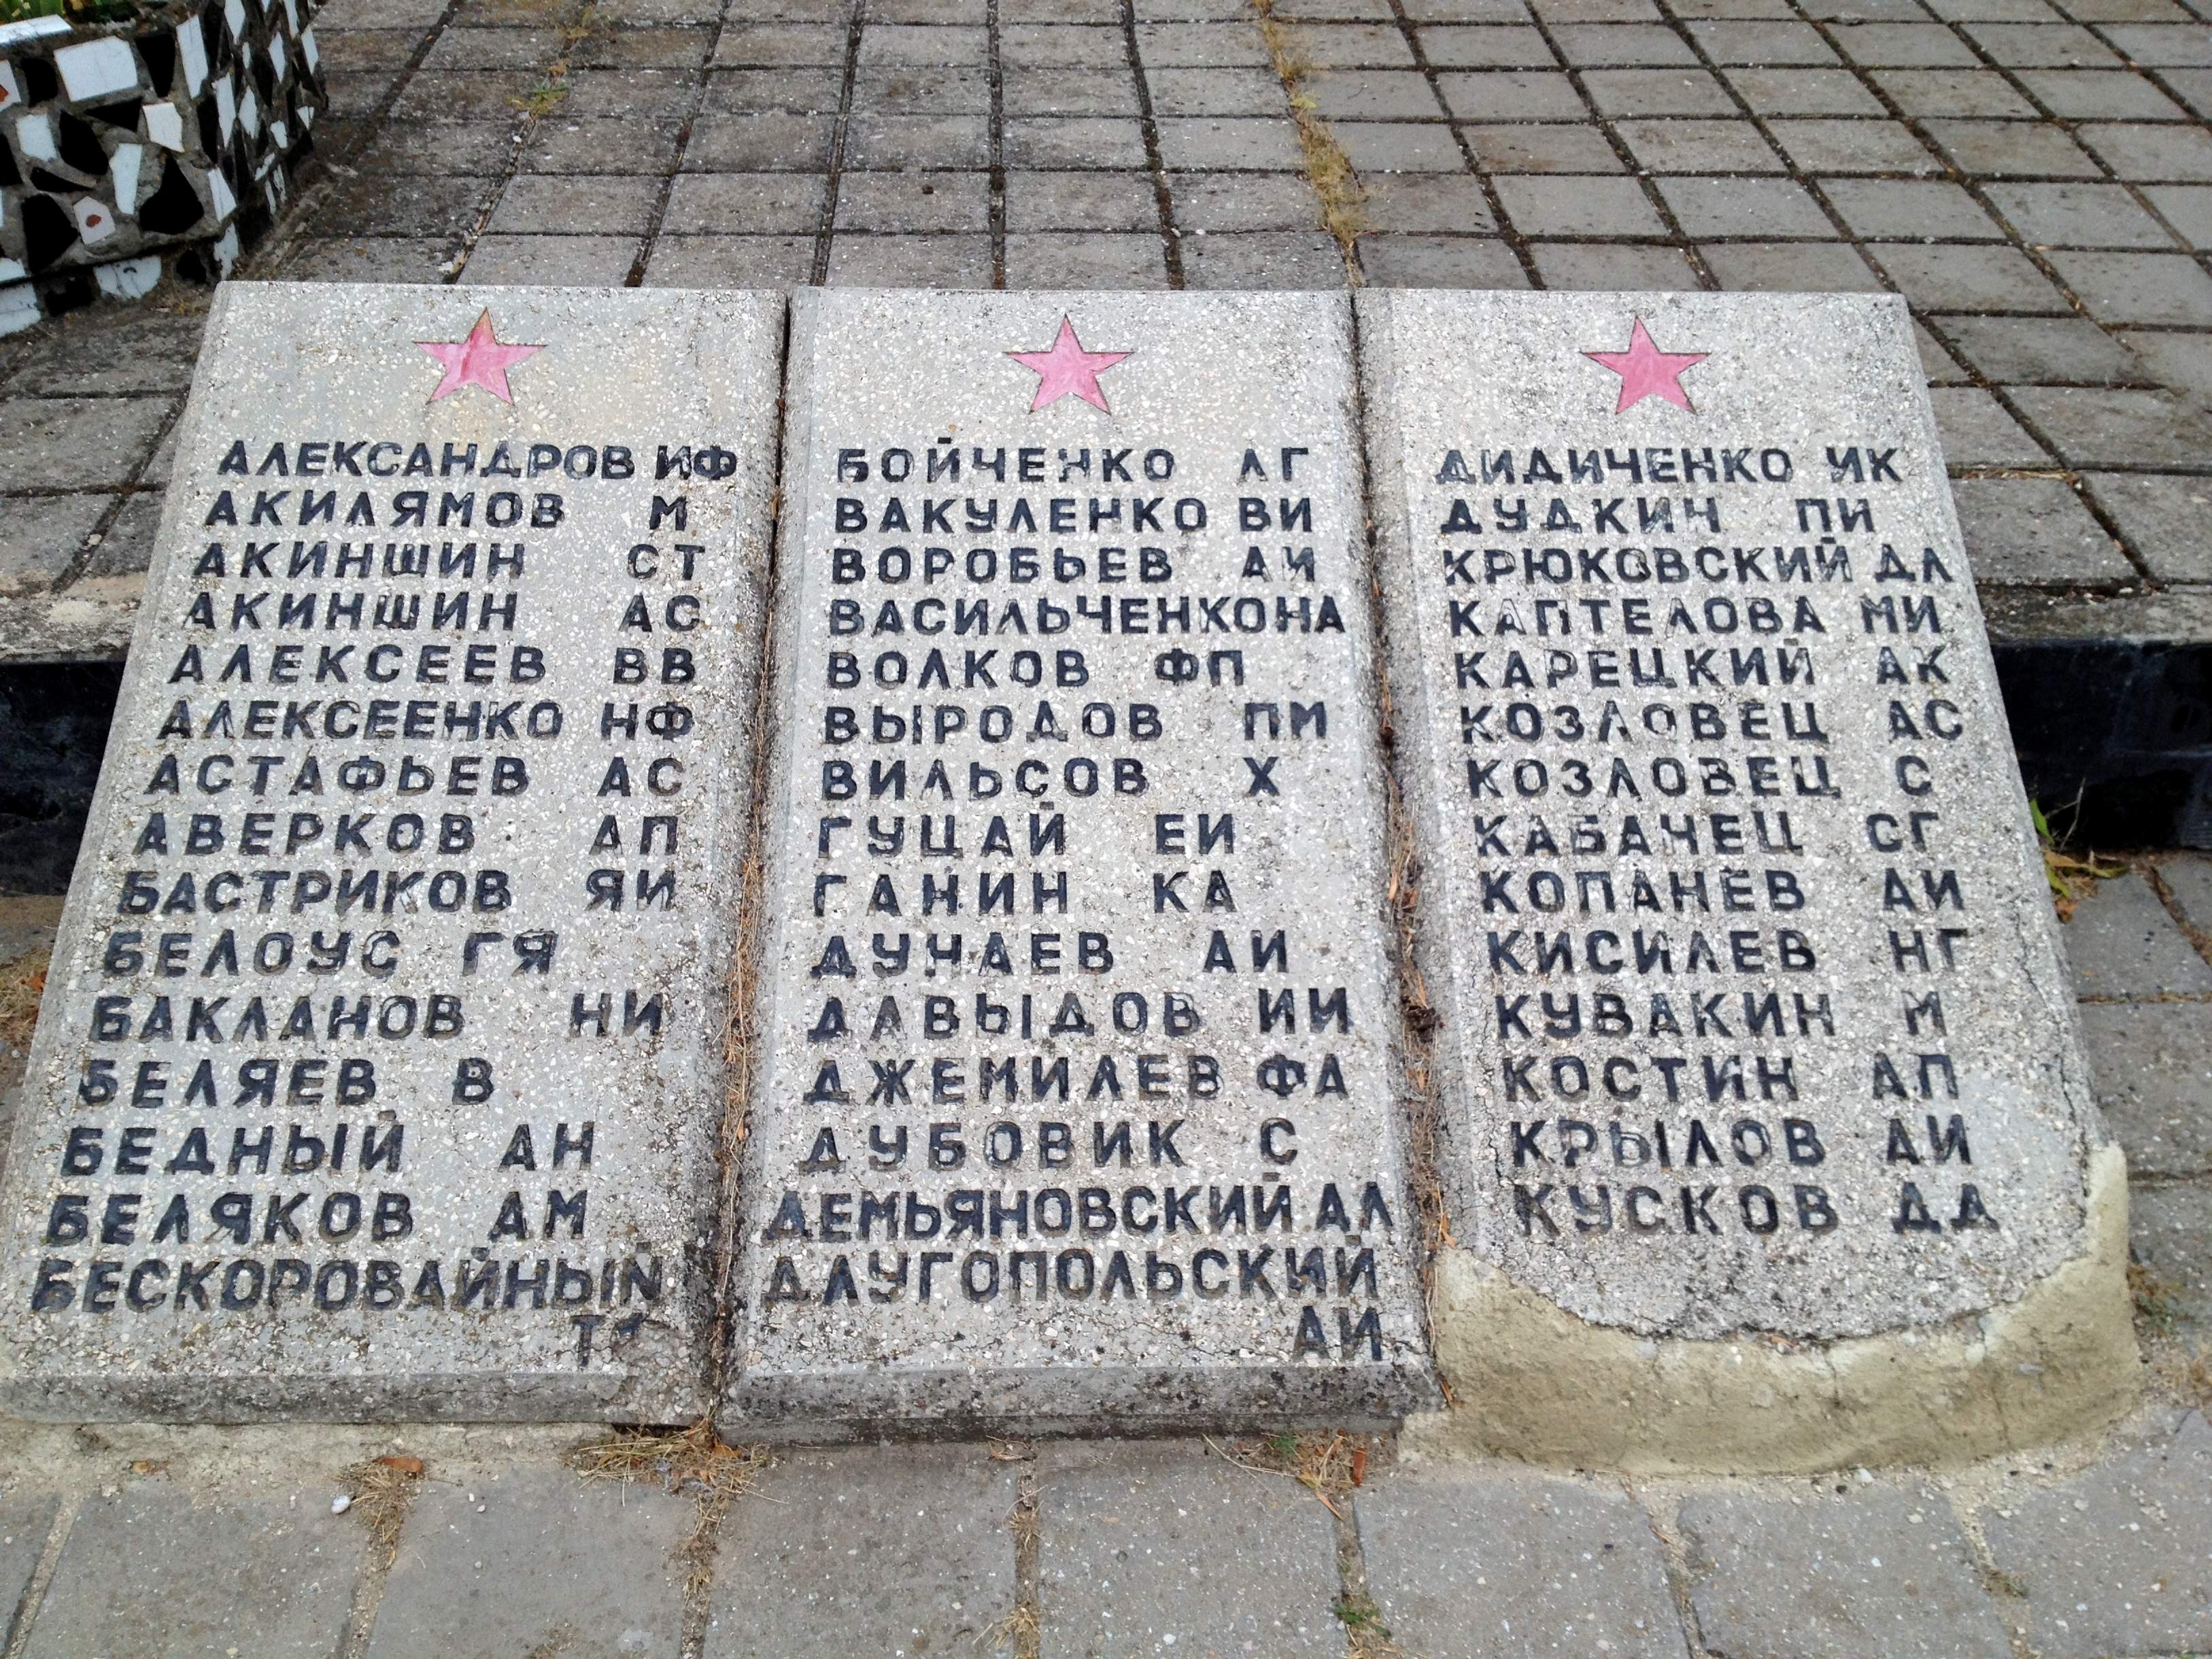 АЛЕКСАНДРОВ ИФ
АКИЛЯМОВ М
АКИНШИН СТ
АКИНШИН АС
АЛЕКСЕЕВ ВВ
АЛЕКСЕЕНКО НФ
АСТАФЬЕВ АС
АВЕРКОВ АП
БАСТРИКОВ ЯИ
БЕЛОУС ГЯ
БАКЛАНОВ НИ
БЕЛЯЕВ В
БЕДНЫЙ АН
БЕЛЯКОВ АМ
БЕСКОРОВАЙНЫЙ
БОЙЧЕНКО ЛГ
ВАКУЛЕНКО ВИ
ВОРОБЬЕВ АИ
ВАСИЛЬЧЕНКОНА
ВОЛКОВ ФП
ВЫРОДОВ ПМ
ВИЛЬСОВ Х
ГУЦАЙ ЕИ
ГАНИН КА
ДУНАЕВ АИ
ДАВЫДОВ ИИ
ДЖЕМИЛЕВ ФА
ДУБОВИК С
ДЕМЬЯНОВСКИЙ АЛ
ДЛУГОПОЛЬСКИЙ
АИ
ДИДИЧЕНКО ИК
ДУДКИН ПИ
КРЮКОВСКИЙ ДЛ
КАПТЕЛОВА МИ
КАРЕЦКИЙ АК
КОЗЛОВЕЦ АС
КОЗЛОВЕЦ С
КАБАНЕЦ СГ
КОПАНЕВ АИ
КИСИЛЕВ НГ
КУВАКИН М
КОСТИН АП
КРЫЛОВ АИ
КУСКОВ ДА